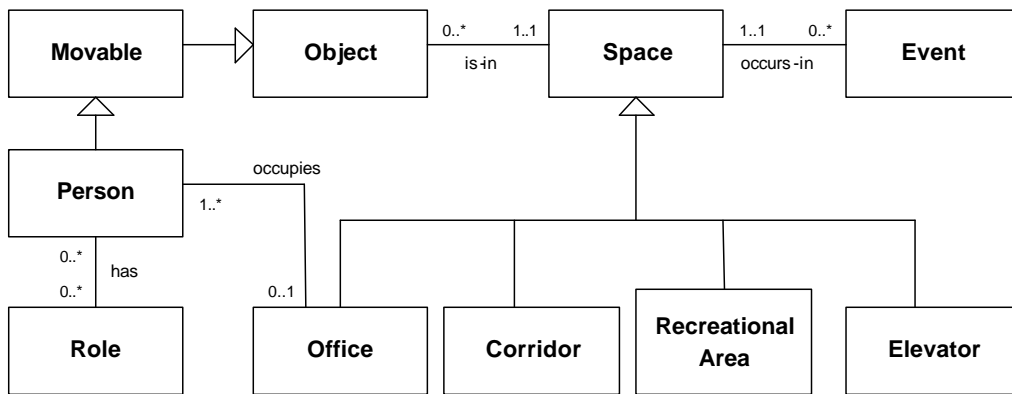 Movable
Object
0..*
1..1
is-in
Space
1..1
0..*
occurs-in
Event
Person
occupies
1..*
0..*
has
0..*
0..1
Role
Office
Corridor
Recreational
Area
Elevator